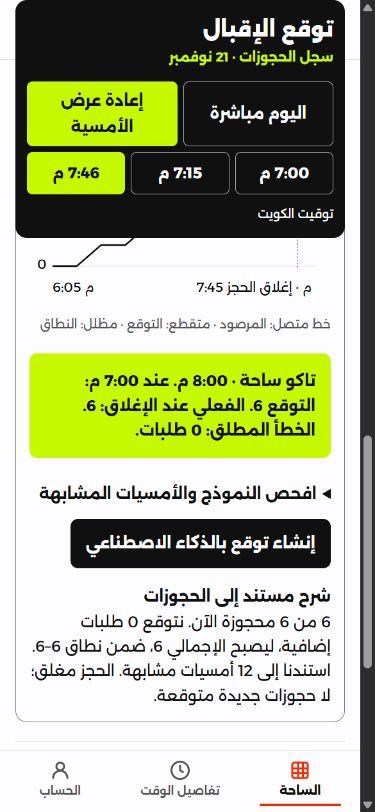 توقع الإقبال
سجل الحجوزات · 21 نوفمبر
اليوم مباشرة
إعادة عرض
الأمسية
7:00 م
7:15 م
7:46 م
توقيت الكويت
0
6:05 م
م · إغلاق الحجز 7:45
خط متصل: المرصود · متقطع: التوقع · مظلل: النطاق
تاكو ساحة · 8:00 م. عند 7:00 م:
التوقع 6. الفعلي عند الإغلاق: 6.
الخطأ المطلق: 0 طلبات.
افحص النموذج والأمسيات المشابهة
إنشاء توقع بالذكاء الاصطناعي
شرح مستند إلى الحجوزات
6 من 6 محجوزة الآن. نتوقع 0 طلبات
إضافية، ليصبح الإجمالي 6، ضمن نطاق 6–6.
استندنا إلى 12 أمسيات مشابهة. الحجز مغلق؛
لا حجوزات جديدة متوقعة.
الساحة
تفاصيل الوقت
الحساب